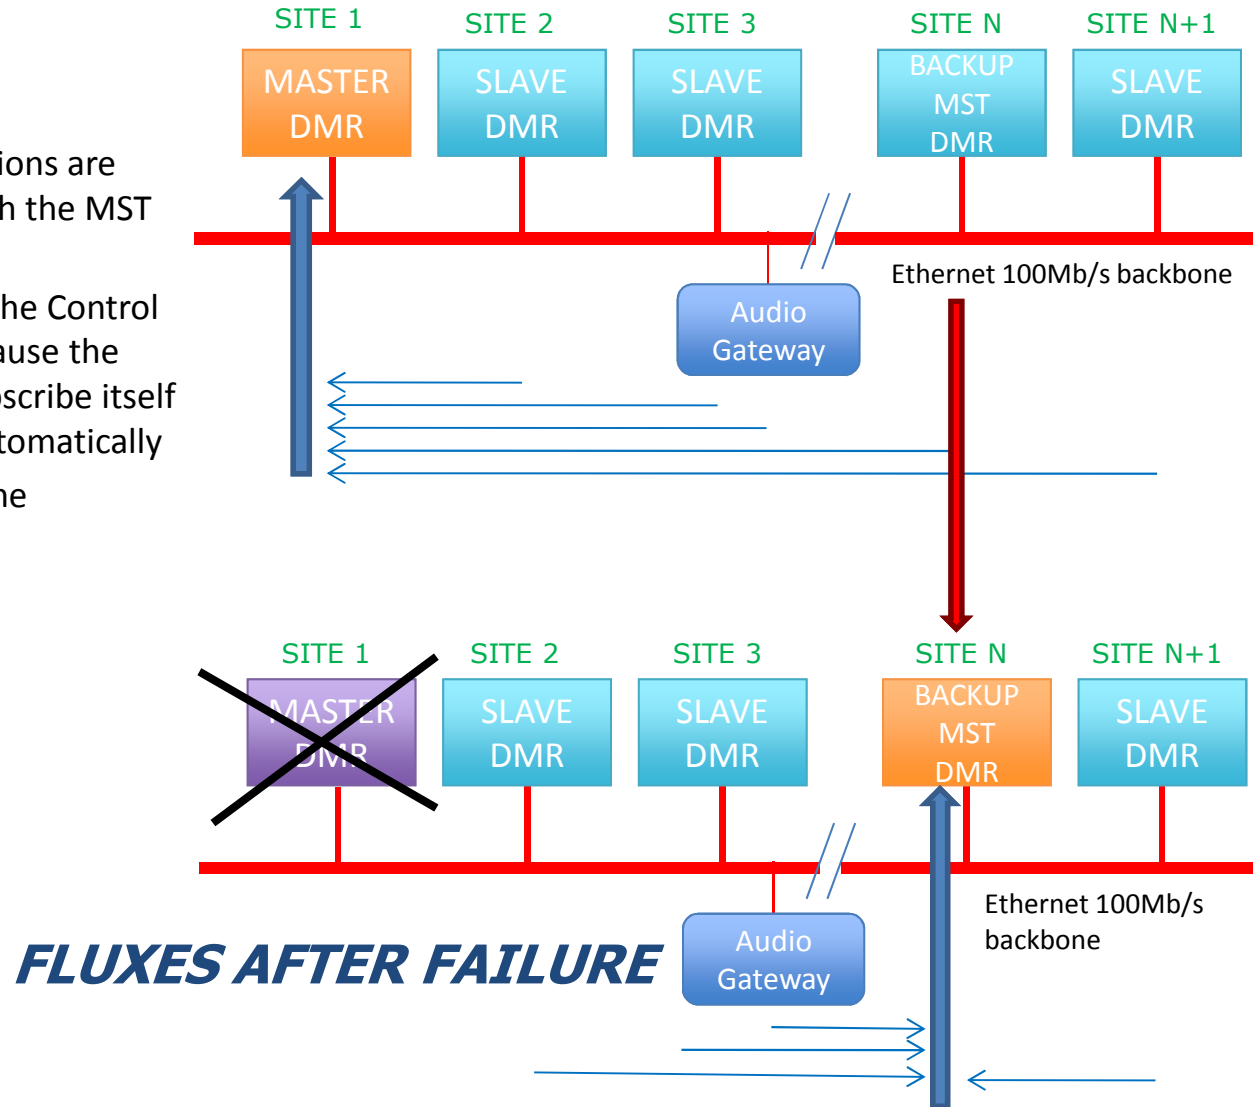 SITE 1
SITE 2
SITE 3
SITE N
SITE N+1
MASTER
DMR
SLAVE
DMR
SLAVE
DMR
BACKUP
MST
DMR
SLAVE
DMR
ions are
h the MST
Ethernet 100Mb/s backbone
he Control
ause the
scribe itself
tomatically
ne
Audio
Gateway
SITE 1
SITE 2
SITE 3
SITE N
SITE N+1
MASTER
DMR
SLAVE
DMR
SLAVE
DMR
BACKUP
MST
DMR
SLAVE
DMR
Ethernet 100Mb/s
backbone
FLUXES AFTER FAILURE
Audio
Gateway